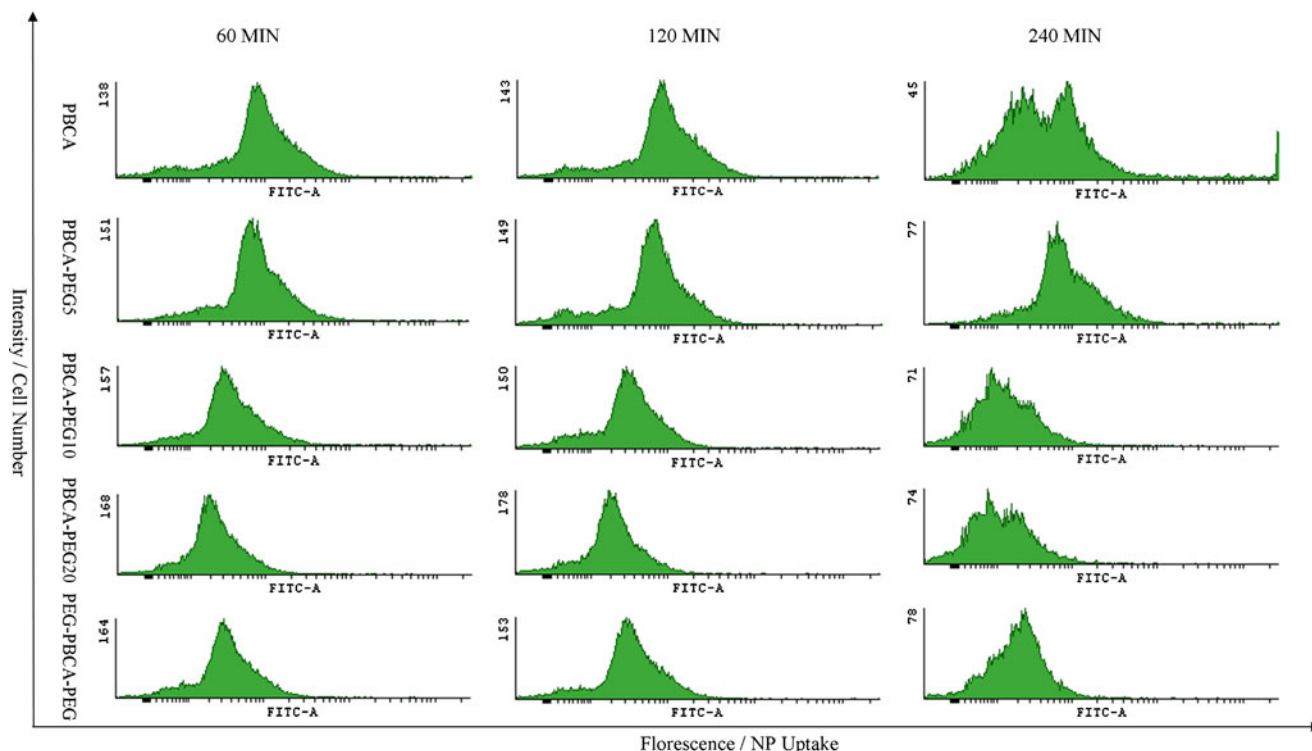 60 MIN 120 MIN 240 MIN
PBCA
138 143 45
FITC-A FITC-A FITC-A
PBCA-PEG5
151 149 77
FITC-A FITC-A FITC-A
PBCA-PEG10
157 150 71
FITC-A FITC-A FITC-A
PBCA-PEG20
168 178 74
FITC-A FITC-A FITC-A
PEG-PBCA-PEG
164 153 78
FITC-A FITC-A FITC-A
Intensity / Cell Number
Florescence / NP Uptake